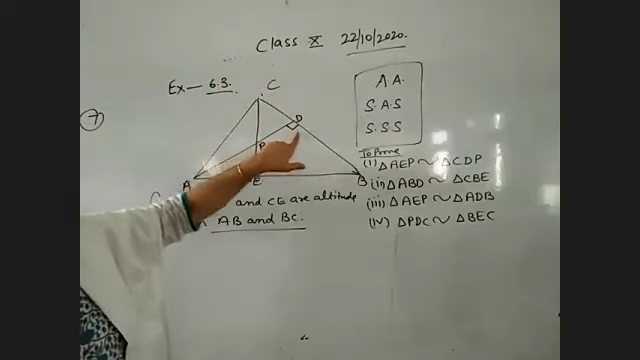 Class X 22/10/2020.
Ex- 6.3.
7
C
D
P
A
E
B
A.A.
S.A.S
S.S.S
To Prove
(i) ΔAEP ~ ΔCDP
(ii) ΔABD ~ ΔCBE
(iii) ΔAEP ~ ΔADB
(iv) ΔPDC ~ ΔBEC
and CE are altitude
AB and BC.